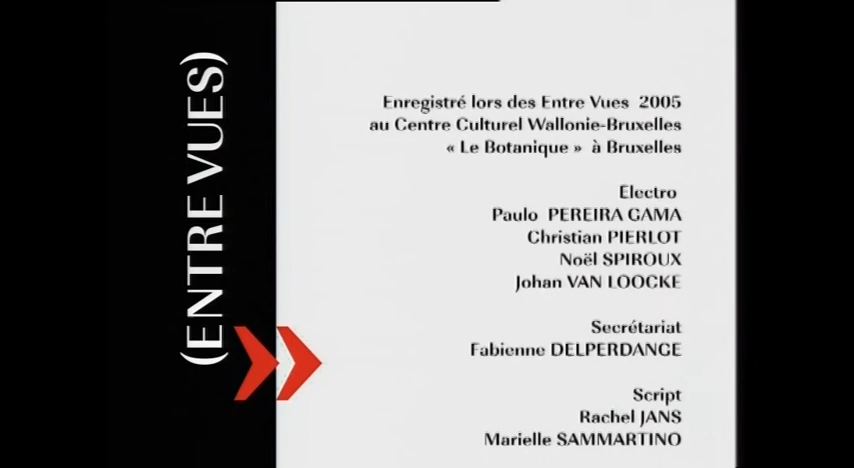 (ENTRE VUES)
Enregistré lors des Entre Vues 2005
au Centre Culturel Wallonie-Bruxelles
« Le Botanique » à Bruxelles
Electro
Paulo PEREIRA GAMA
Christian PIERLOT
Noël SPIROUX
Johan VAN LOOCKE
Secrétariat
Fabienne DELPERDANGE
Script
Rachel JANS
Marielle SAMMARTINO